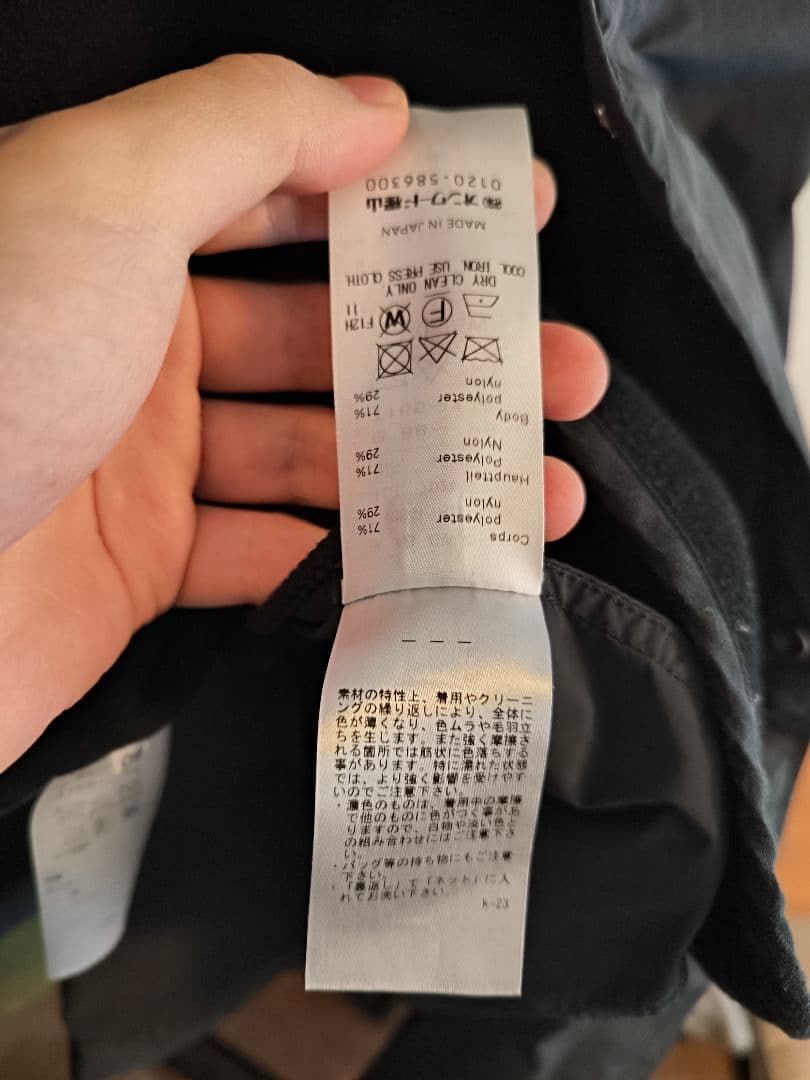 Corps
polyester 71%
nylon 29%
Hauptteil
Polyester 71%
Nylon 29%
Body
polyester 71%
nylon 29%
F W F12H
11
DRY CLEAN ONLY
COOL IRON. USE PRESS CLOTH.
MADE IN JAPAN
㈱オンワード樫山
0120-586300
素材の特性上、着用やクリーニ
ングの繰り返しにより、全体に
色が薄くなり、色ムラや毛羽立
ちを生じます。また強く摩擦さ
れる箇所では筋状に色落ちする
事があります。特に濡れた状態
では、より強く影響を受けやす
いのでご注意下さい。
・濃色のものは、着用中の摩擦
で他のものに色がつく事があ
りますので、白物や淡い色と
の組み合わせにはご注意下さ
い。
・バッグ等の持ち物にもご注意
下さい。
・「裏返し」で「ネット」に入
れてお洗い下さい。
k-23